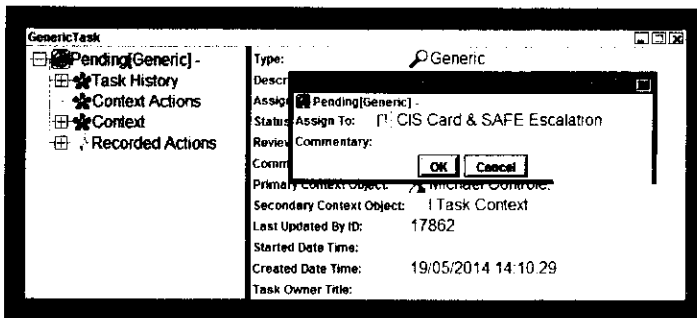 GenericTask
Pending[Generic] -
Task History
Context Actions
Context
Recorded Actions
Type: Generic
Descr
Assig
Pending[Generic] -
Status
Assign To: CIS Card & SAFE Escalation
Review
Commentary:
Comm
OK Cancel
Primary Context Object: Michael
Secondary Context Object: Task Context
Last Updated By ID: 17862
Started Date Time:
Created Date Time: 19/05/2014 14:10:29
Task Owner Title: